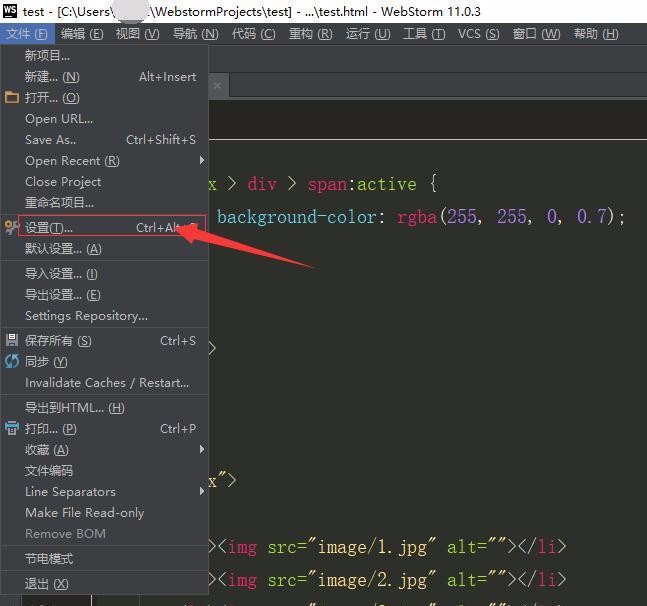 WS test - [C:\Users\ \WebstormProjects\test] - ...\test.html - WebStorm 11.0.3
文件 (F) 编辑 (E) 视图 (V) 导航 (N) 代码 (C) 重构 (R) 运行 (U) 工具 (T) VCS (S) 窗口 (W) 帮助 (H)
新项目...
新建... (N) Alt+Insert
打开... (O)
Open URL...
Save As.. Ctrl+Shift+S
Open Recent (R)
Close Project
重命名项目...
设置(T)... Ctrl+Alt
默认设置... (A)
导入设置... (I)
导出设置... (E)
Settings Repository...
保存所有 (S) Ctrl+S
同步 (Y)
Invalidate Caches / Restart...
导出到HTML... (H)
打印... (P) Ctrl+P
收藏 (A)
文件编码
Line Separators
Make File Read-only
Remove BOM
节电模式
退出 (X)
x > div > span:active {
background-color: rgba(255, 255, 0, 0.7);
>
x">
><img src="image/1.jpg" alt=""></li>
><img src="image/2.jpg" alt=""></li>